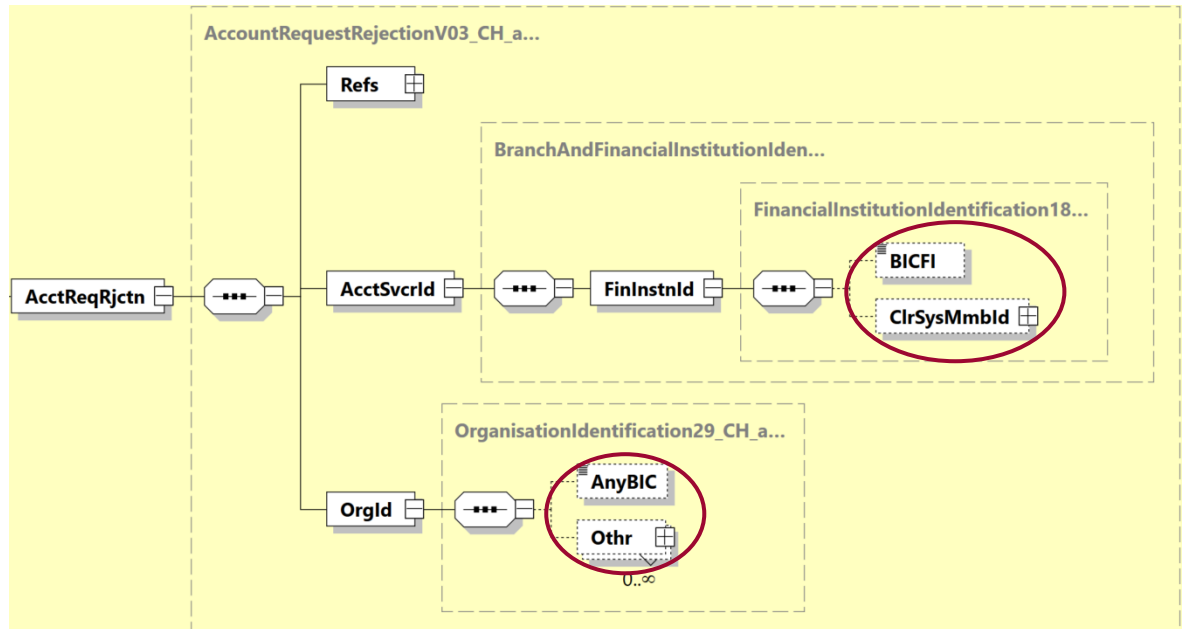 AccountRequestRejectionV03_CH_a...
Refs
BranchAndFinancialInstitutionIden...
FinancialInstitutionIdentification18...
BICFI
AcctReqRjctn
AcctSvcrId
FinInstnId
ClrSysMmbId
OrganisationIdentification29_CH_a...
AnyBIC
OrgId
Othr
0..∞